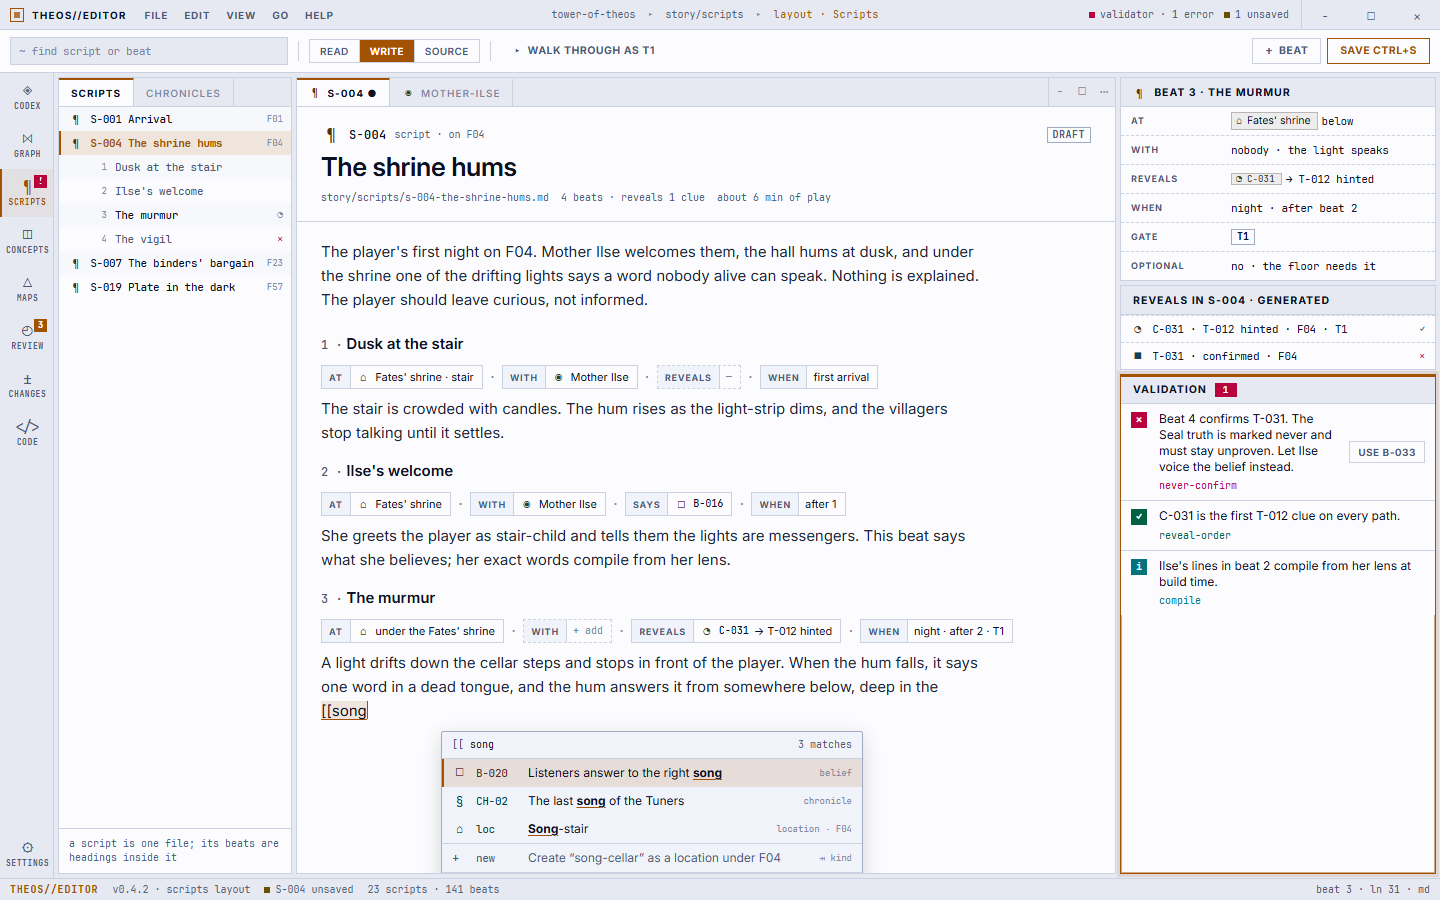 THEOS//EDITOR FILE EDIT VIEW GO HELP
tower-of-theos ▸ story/scripts ▸ layout · Scripts
validator · 1 error 1 unsaved
~ find script or beat
READ WRITE SOURCE
▸ WALK THROUGH AS T1
+ BEAT
SAVE CTRL+S
CODEX
GRAPH
SCRIPTS !
CONCEPTS
MAPS
REVIEW 3
CHANGES
CODE
SETTINGS
SCRIPTS CHRONICLES
¶ S-001 Arrival F01
¶ S-004 The shrine hums F04
1 Dusk at the stair
2 Ilse's welcome
3 The murmur
4 The vigil ×
¶ S-007 The binders' bargain F23
¶ S-019 Plate in the dark F57
a script is one file; its beats are
headings inside it
¶ S-004 ● MOTHER-ILSE
¶ S-004 script · on F04 DRAFT
The shrine hums
story/scripts/s-004-the-shrine-hums.md 4 beats · reveals 1 clue about 6 min of play
The player's first night on F04. Mother Ilse welcomes them, the hall hums at dusk, and under
the shrine one of the drifting lights says a word nobody alive can speak. Nothing is explained.
The player should leave curious, not informed.
1 · Dusk at the stair
AT ⌂ Fates' shrine · stair · WITH ◉ Mother Ilse · REVEALS — · WHEN first arrival
The stair is crowded with candles. The hum rises as the light-strip dims, and the villagers
stop talking until it settles.
2 · Ilse's welcome
AT ⌂ Fates' shrine · WITH ◉ Mother Ilse · SAYS □ B-016 · WHEN after 1
She greets the player as stair-child and tells them the lights are messengers. This beat says
what she believes; her exact words compile from her lens.
3 · The murmur
AT ⌂ under the Fates' shrine · WITH + add · REVEALS ◔ C-031 → T-012 hinted · WHEN night · after 2 · T1
A light drifts down the cellar steps and stops in front of the player. When the hum falls, it says
one word in a dead tongue, and the hum answers it from somewhere below, deep in the
[[song
[[ song 3 matches
□ B-020 Listeners answer to the right song belief
§ CH-02 The last song of the Tuners chronicle
⌂ loc Song-stair location · F04
+ new Create “song-cellar” as a location under F04 ⇥ kind
¶ BEAT 3 · THE MURMUR
AT ⌂ Fates' shrine below
WITH nobody · the light speaks
REVEALS ◔ C-031 → T-012 hinted
WHEN night · after beat 2
GATE T1
OPTIONAL no · the floor needs it
REVEALS IN S-004 · GENERATED
◔ C-031 · T-012 hinted · F04 · T1 ✓
■ T-031 · confirmed · F04 ×
VALIDATION 1
× Beat 4 confirms T-031. The
Seal truth is marked never and
must stay unproven. Let Ilse
voice the belief instead.
never-confirm
USE B-033
✓ C-031 is the first T-012 clue on every path.
reveal-order
i Ilse's lines in beat 2 compile from her lens at
build time.
compile
THEOS//EDITOR v0.4.2 · scripts layout S-004 unsaved 23 scripts · 141 beats
beat 3 · ln 31 · md